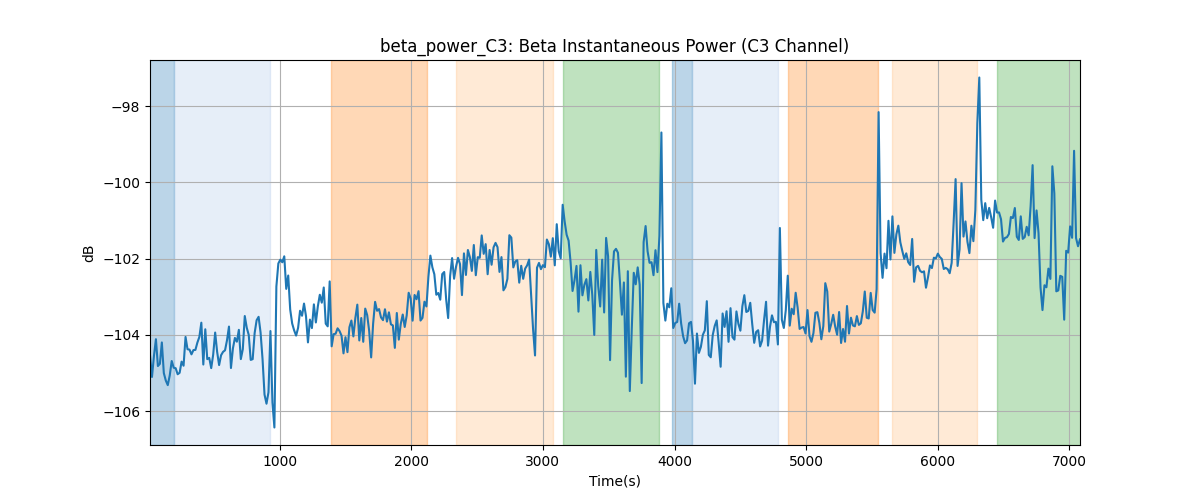 beta_power_C3: Beta Instantaneous Power (C3 Channel)
dB
−98
−100
−102
−104
−106
1000 2000 3000 4000 5000 6000 7000
Time(s)